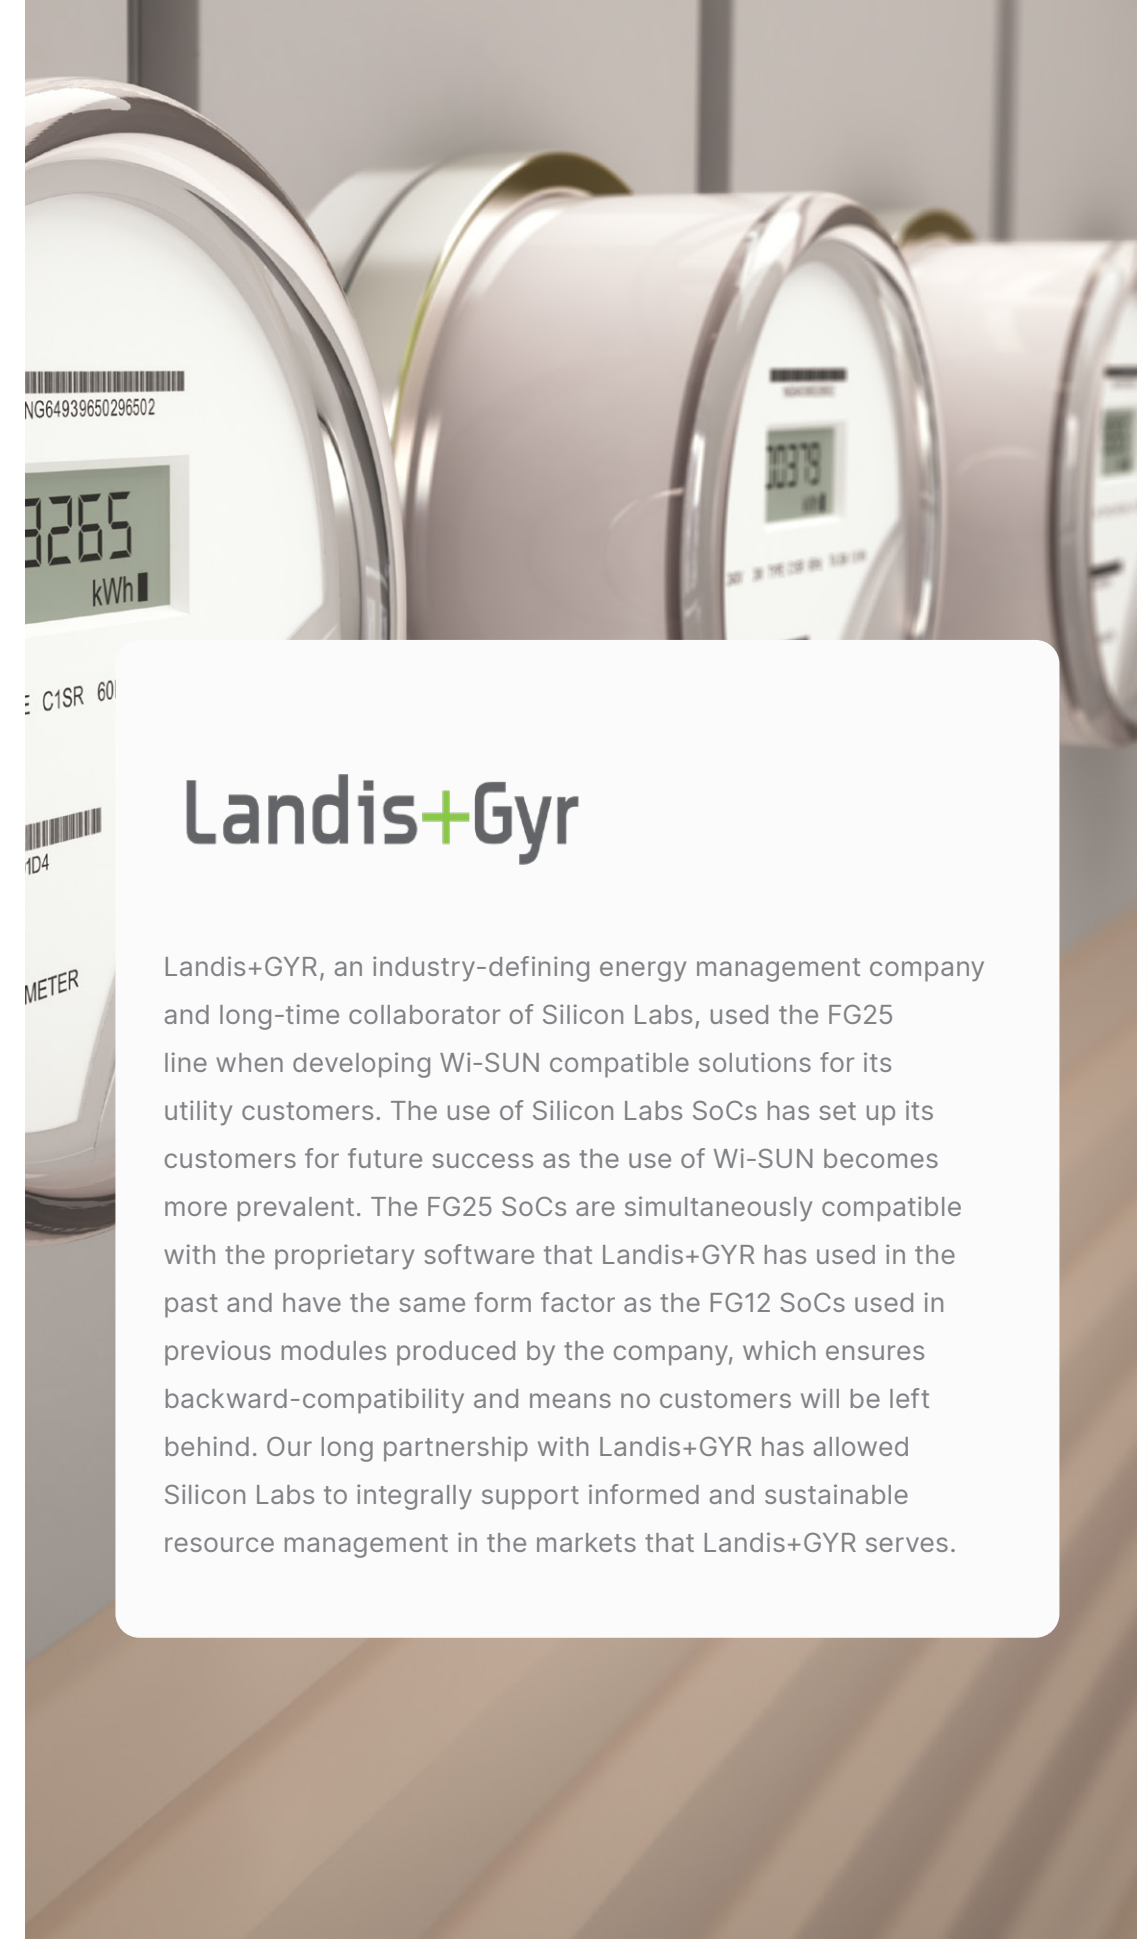 NG64939650296502
3265
kWh
00379
E C1SR 60
1D4
METER
Landis+Gyr
Landis+GYR, an industry-defining energy management company
and long-time collaborator of Silicon Labs, used the FG25
line when developing Wi-SUN compatible solutions for its
utility customers. The use of Silicon Labs SoCs has set up its
customers for future success as the use of Wi-SUN becomes
more prevalent. The FG25 SoCs are simultaneously compatible
with the proprietary software that Landis+GYR has used in the
past and have the same form factor as the FG12 SoCs used in
previous modules produced by the company, which ensures
backward-compatibility and means no customers will be left
behind. Our long partnership with Landis+GYR has allowed
Silicon Labs to integrally support informed and sustainable
resource management in the markets that Landis+GYR serves.